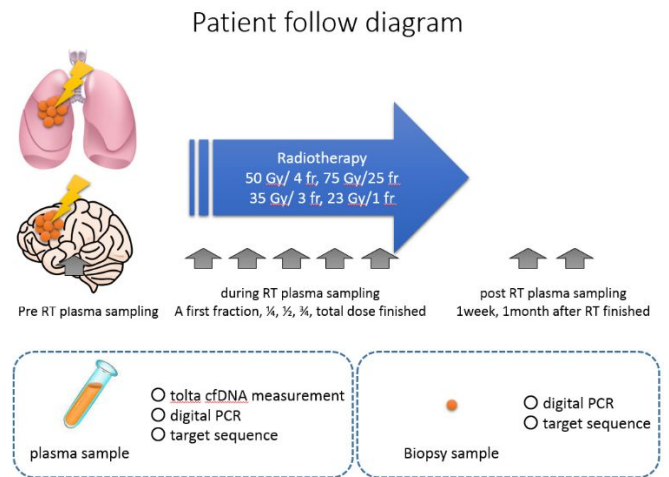 Patient follow diagram
Radiotherapy
50 Gy/ 4 fr, 75 Gy/25 fr
35 Gy/ 3 fr, 23 Gy/1 fr
Pre RT plasma sampling
during RT plasma sampling
A first fraction, ¼, ½, ¾, total dose finished
post RT plasma sampling
1week, 1month after RT finished
plasma sample
○ tolta cfDNA measurement
○ digital PCR
○ target sequence
Biopsy sample
○ digital PCR
○ target sequence